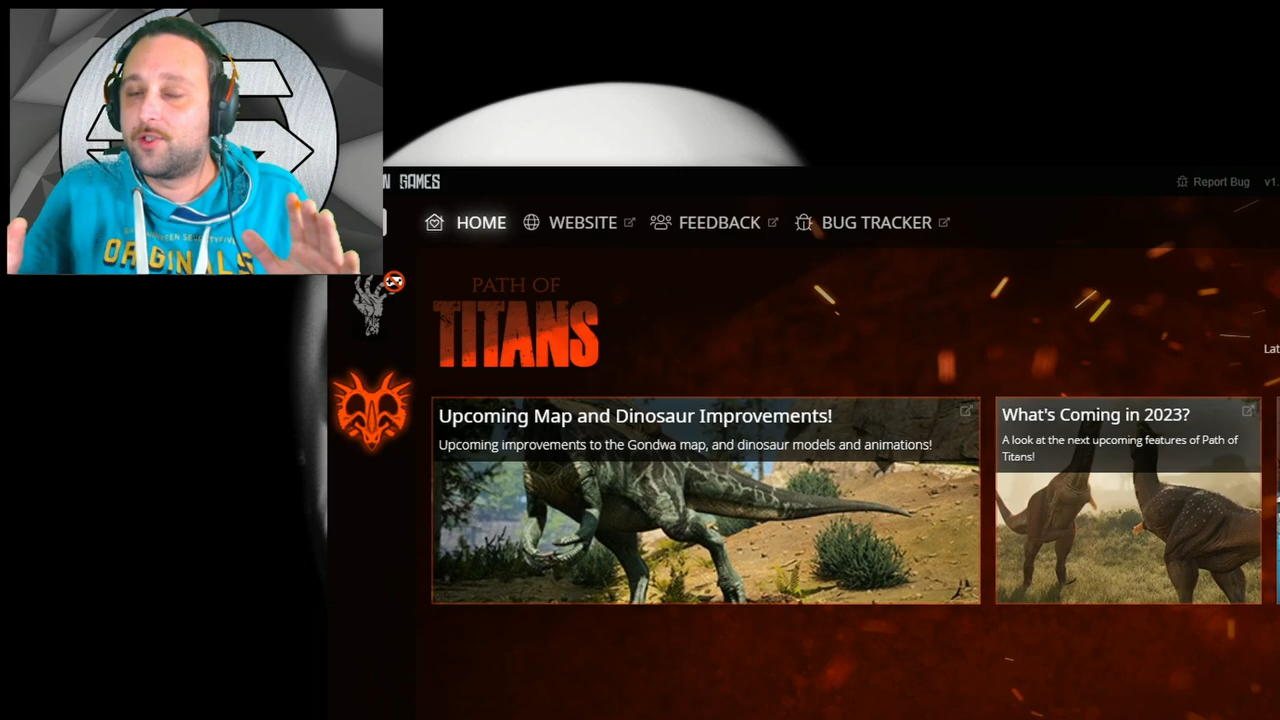 GAMES
Report Bug
HOME
WEBSITE
FEEDBACK
BUG TRACKER
PATH OF
TITANS
Upcoming Map and Dinosaur Improvements!
Upcoming improvements to the Gondwa map, and dinosaur models and animations!
What's Coming in 2023?
A look at the next upcoming features of Path of
Titans!
ORIGINALS